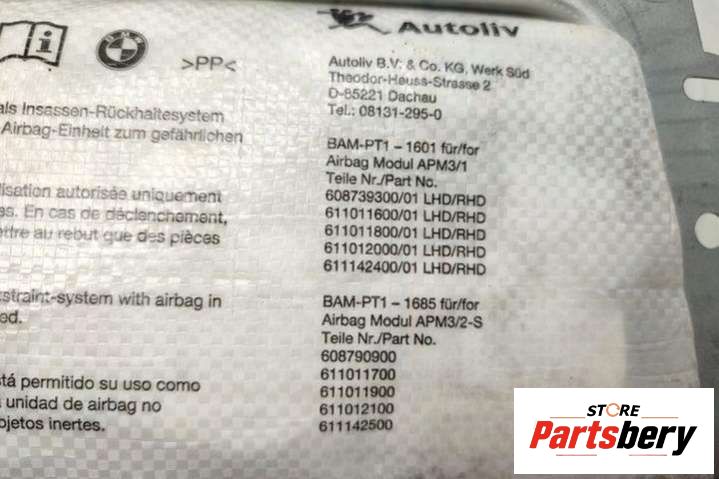 BMW
>PP<
Autoliv
Autoliv B.V. & Co. KG, Werk Süd
Theodor-Heuss-Strasse 2
D-85221 Dachau
Tel.: 08131-295-0
als Insassen-Rückhaltesystem
Airbag-Einheit zum gefährlichen
lisation autorisée uniquement
es. En cas de déclenchement,
ttre au rebut que des pièces
straint-system with airbag in
ed.
tá permitido su uso como
a unidad de airbag no
bjetos inertes.
BAM-PT1 - 1601 für/for
Airbag Modul APM3/1
Teile Nr./Part No.
608739300/01 LHD/RHD
611011600/01 LHD/RHD
611011800/01 LHD/RHD
611012000/01 LHD/RHD
611142400/01 LHD/RHD
BAM-PT1 - 1685 für/for
Airbag Modul APM3/2-S
Teile Nr./Part No.
608790900
611011700
611011900
611012100
611142500
STORE
Partsbery